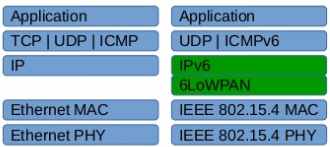 Application Application
TCP | UDP | ICMP UDP | ICMPv6
IP IPv6
6LoWPAN
Ethernet MAC IEEE 802.15.4 MAC
Ethernet PHY IEEE 802.15.4 PHY